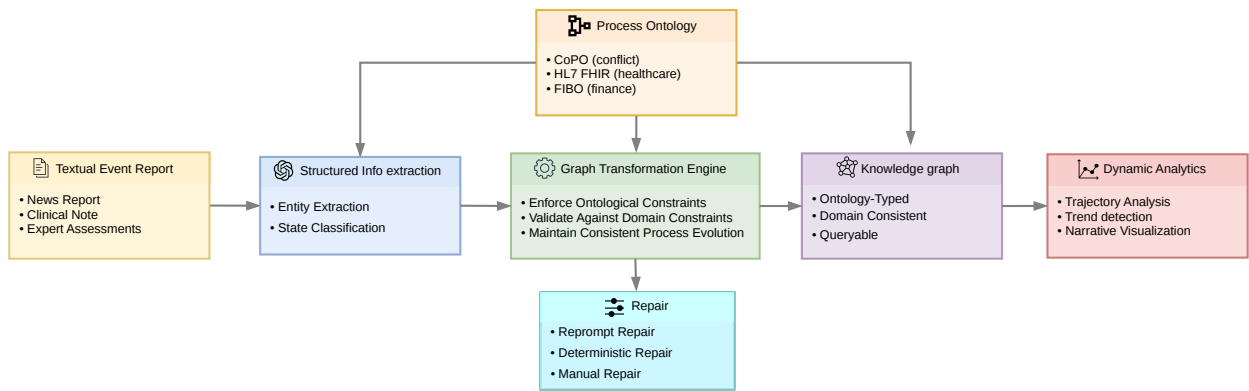 Process Ontology
• CoPO (conflict)
• HL7 FHIR (healthcare)
• FIBO (finance)
Textual Event Report
• News Report
• Clinical Note
• Expert Assessments
Structured Info extraction
• Entity Extraction
• State Classification
Graph Transformation Engine
• Enforce Ontological Constraints
• Validate Against Domain Constraints
• Maintain Consistent Process Evolution
Knowledge graph
• Ontology-Typed
• Domain Consistent
• Queryable
Dynamic Analytics
• Trajectory Analysis
• Trend detection
• Narrative Visualization
Repair
• Reprompt Repair
• Deterministic Repair
• Manual Repair